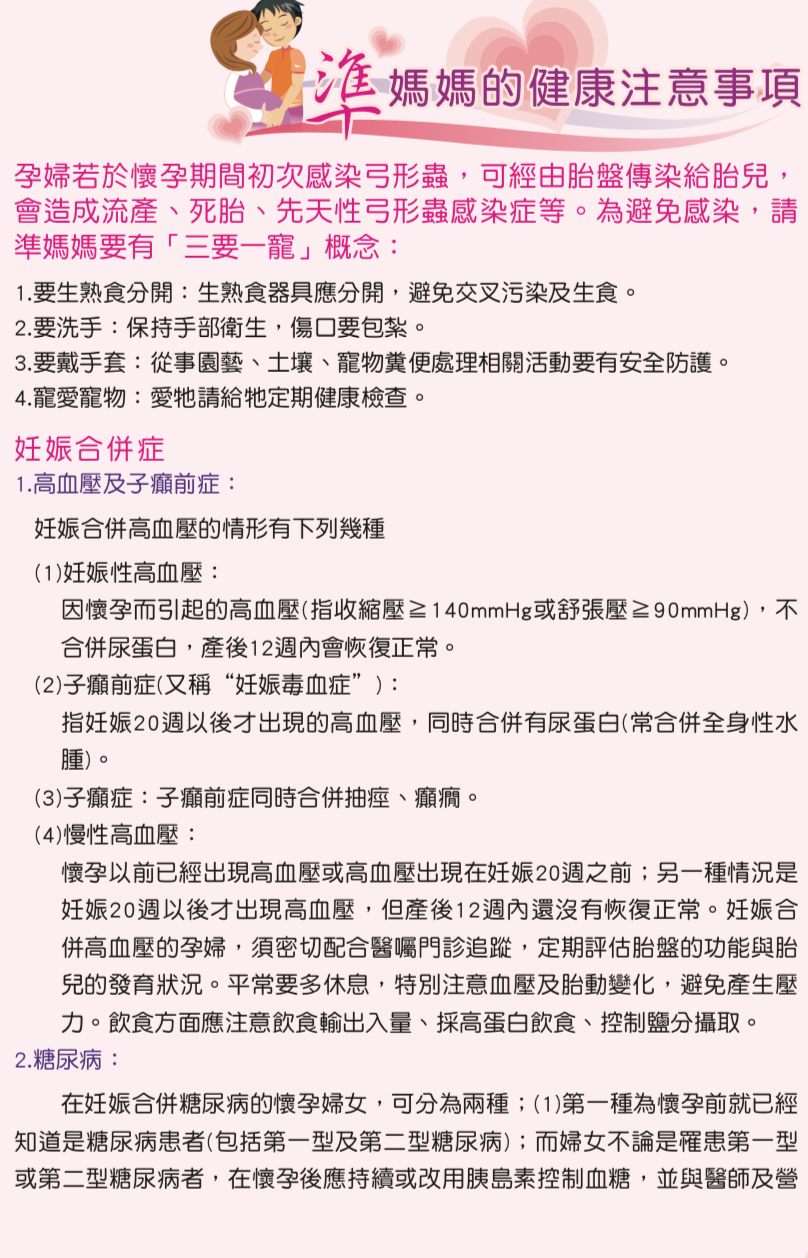 準媽媽的健康注意事項
孕婦若於懷孕期間初次感染弓形蟲，可經由胎盤傳染給胎兒，
會造成流產、死胎、先天性弓形蟲感染症等。為避免感染，請
準媽媽要有「三要一寵」概念：
1.要生熟食分開：生熟食器具應分開，避免交叉污染及生食。
2.要洗手：保持手部衛生，傷口要包紮。
3.要戴手套：從事園藝、土壤、寵物糞便處理相關活動要有安全防護。
4.寵愛寵物：愛牠請給牠定期健康檢查。
妊娠合併症
1.高血壓及子癲前症：
妊娠合併高血壓的情形有下列幾種
(1)妊娠性高血壓：
因懷孕而引起的高血壓(指收縮壓≧140mmHg或舒張壓≧90mmHg)，不
合併尿蛋白，產後12週內會恢復正常。
(2)子癲前症(又稱“妊娠毒血症”)：
指妊娠20週以後才出現的高血壓，同時合併有尿蛋白(常合併全身性水
腫)。
(3)子癲症：子癲前症同時合併抽痙、癲癇。
(4)慢性高血壓：
懷孕以前已經出現高血壓或高血壓出現在妊娠20週之前；另一種情況是
妊娠20週以後才出現高血壓，但產後12週內還沒有恢復正常。妊娠合
併高血壓的孕婦，須密切配合醫囑門診追蹤，定期評估胎盤的功能與胎
兒的發育狀況。平常要多休息，特別注意血壓及胎動變化，避免產生壓
力。飲食方面應注意飲食輸出入量、採高蛋白飲食、控制鹽分攝取。
2.糖尿病：
在妊娠合併糖尿病的懷孕婦女，可分為兩種；(1)第一種為懷孕前就已經
知道是糖尿病患者(包括第一型及第二型糖尿病)；而婦女不論是罹患第一型
或第二型糖尿病者，在懷孕後應持續或改用胰島素控制血糖，並與醫師及營